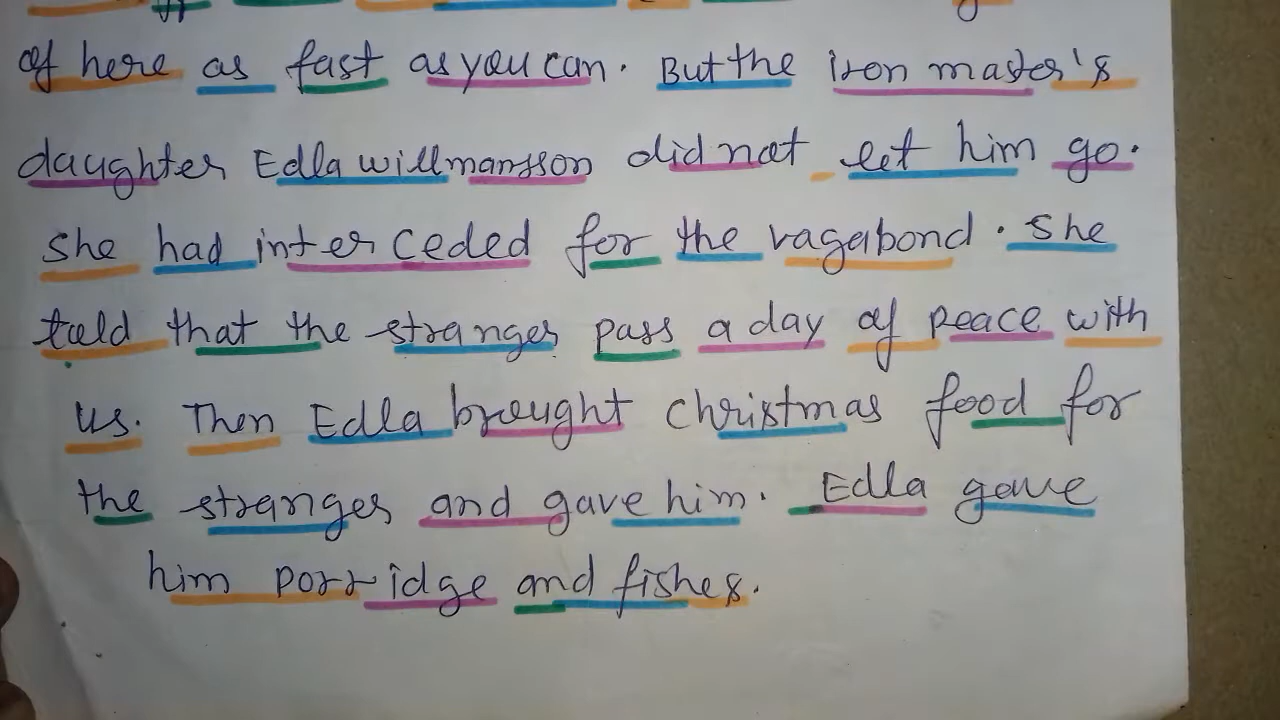 of here as fast as you can. But the iron master's
daughter Edla willmansson did not let him go.
she had interceded for the vagabond. She
told that the stranger pass a day of peace with
us. Then Edla brought christmas food for
the stranger and gave him. Edla gave
him porridge and fishes.